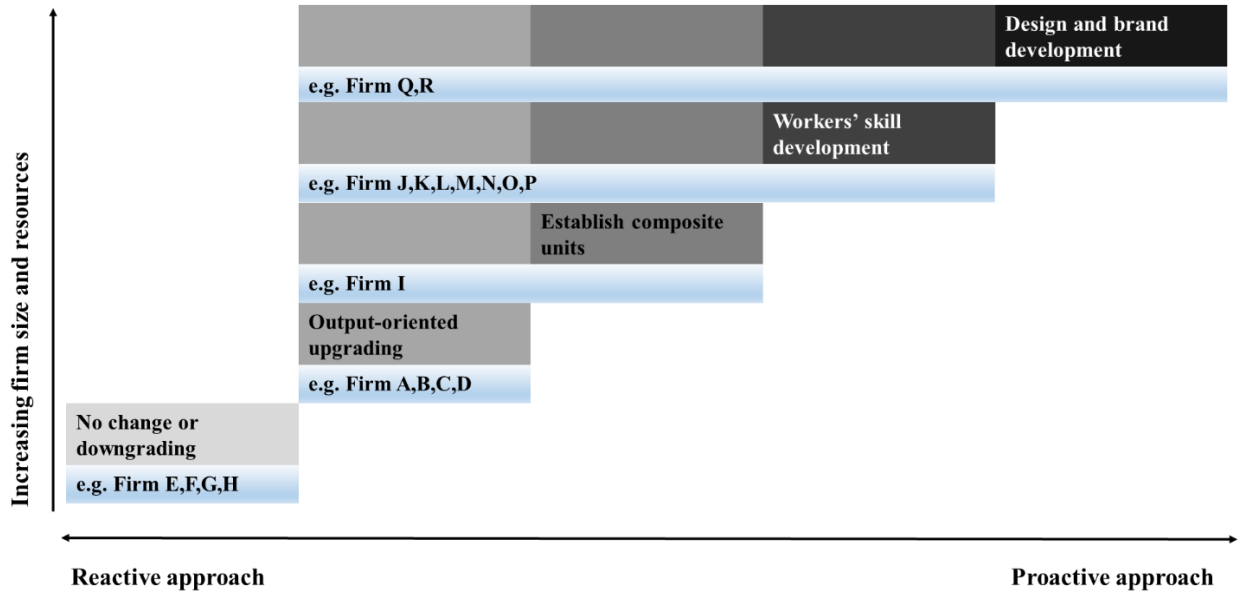 Design and brand
development
e.g. Firm Q,R
Workers’ skill
development
e.g. Firm J,K,L,M,N,O,P
Establish composite
units
e.g. Firm I
Output-oriented
upgrading
e.g. Firm A,B,C,D
No change or
downgrading
e.g. Firm E,F,G,H
Increasing firm size and resources
Reactive approach
Proactive approach